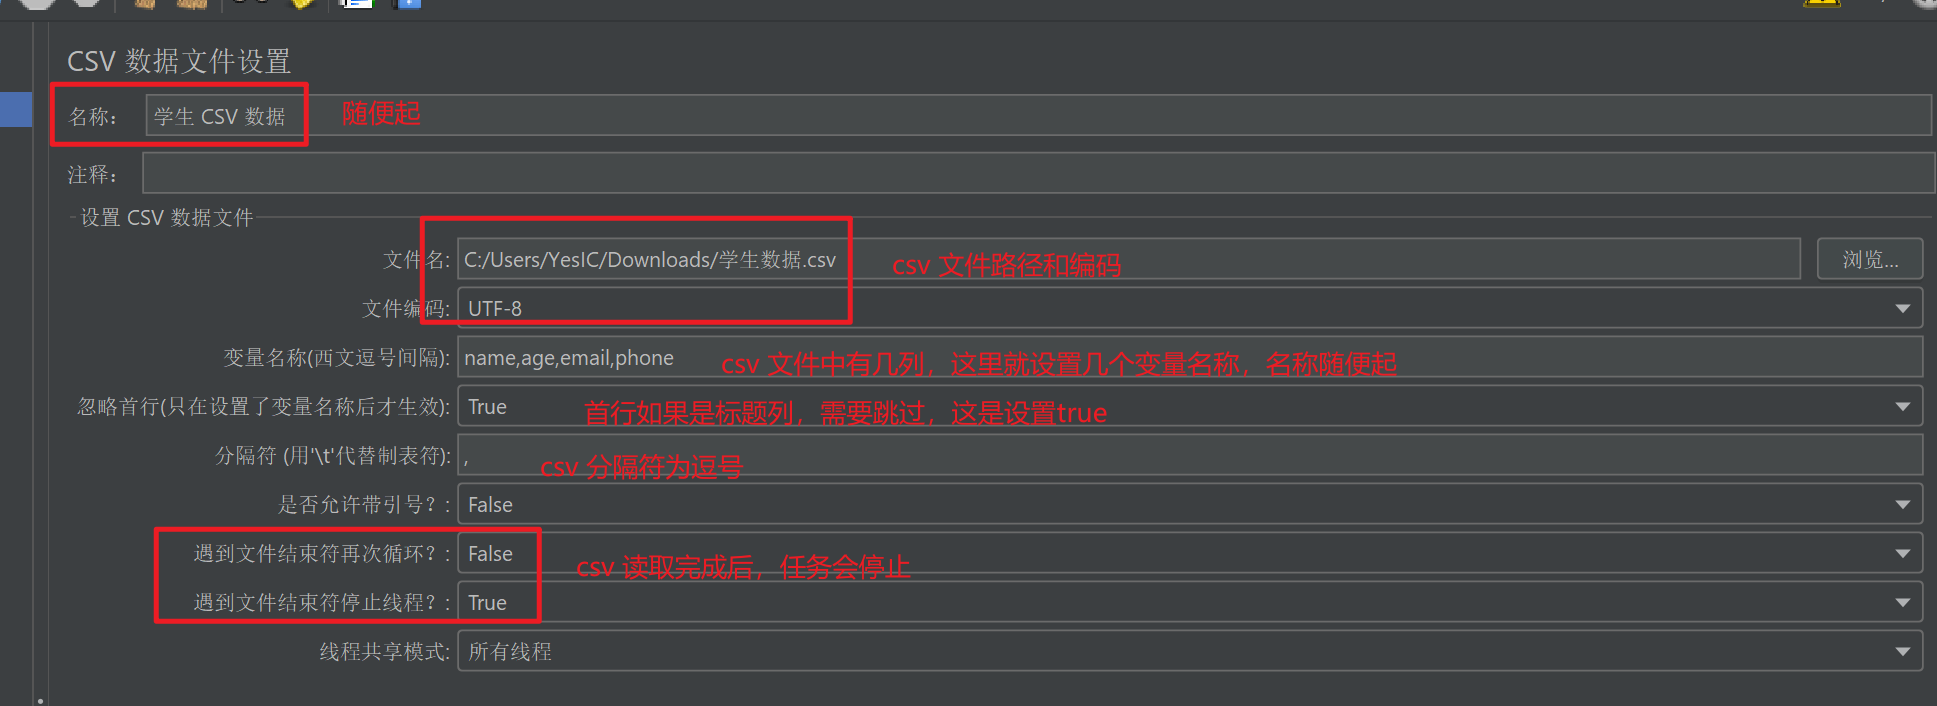 CSV 数据文件设置
名称： 学生 CSV 数据 随便起
注释：
设置 CSV 数据文件
文件名: C:/Users/YesIC/Downloads/学生数据.csv csv 文件路径和编码 浏览...
文件编码: UTF-8
变量名称(西文逗号间隔): name,age,email,phone csv 文件中有几列，这里就设置几个变量名称，名称随便起
忽略首行(只在设置了变量名称后才生效): True 首行如果是标题列，需要跳过，这是设置true
分隔符 (用'\t'代替制表符): , csv 分隔符为逗号
是否允许带引号？: False
遇到文件结束符再次循环？: False csv 读取完成后，任务会停止
遇到文件结束符停止线程？: True
线程共享模式: 所有线程